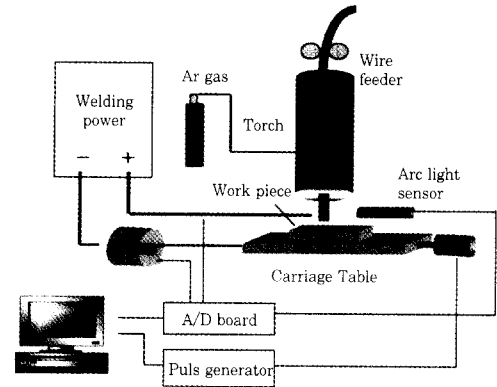 Wire
feeder
Ar gas
Welding
power
− +
Torch
Arc light
sensor
Work piece
Carriage Table
A/D board
Puls generator